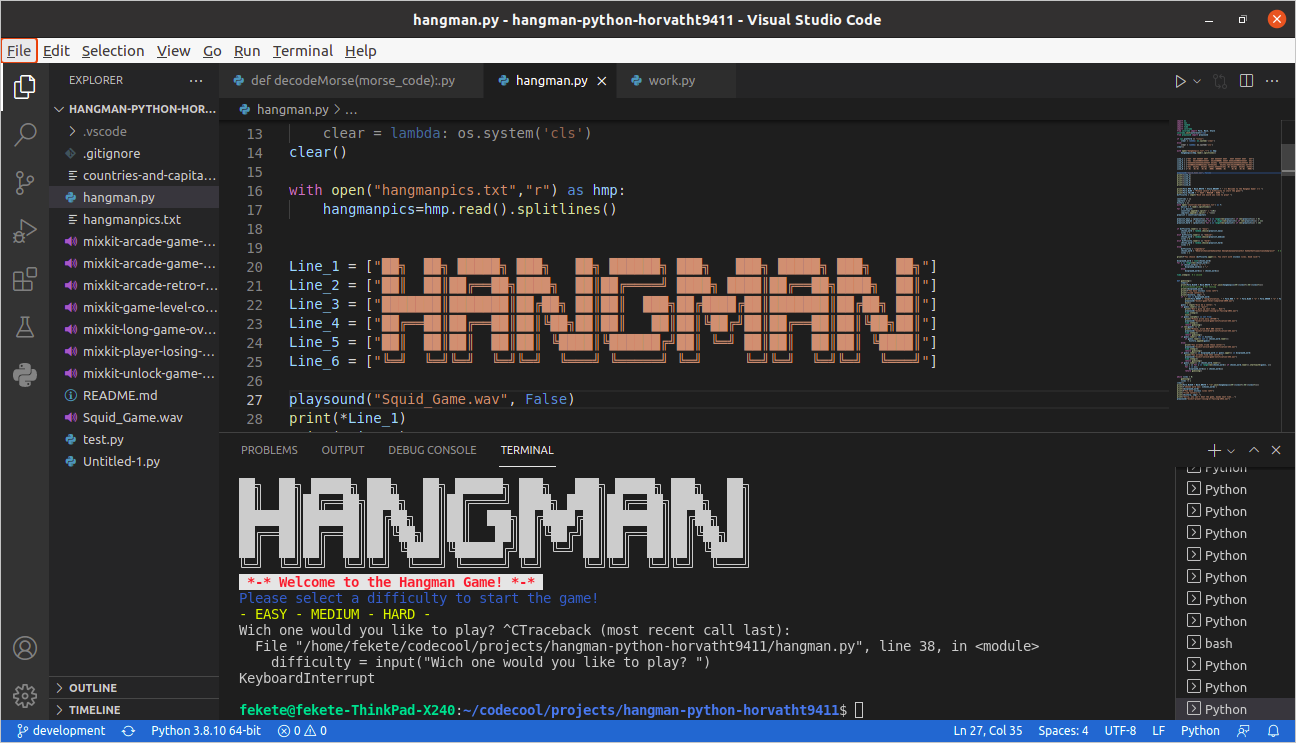 hangman.py - hangman-python-horvatht9411 - Visual Studio Code
File Edit Selection View Go Run Terminal Help
EXPLORER
HANGMAN-PYTHON-HOR...
.vscode
.gitignore
countries-and-capita...
hangman.py
hangmanpics.txt
mixkit-arcade-game-...
mixkit-arcade-game-...
mixkit-arcade-retro-r...
mixkit-game-level-co...
mixkit-long-game-ov...
mixkit-player-losing-...
mixkit-unlock-game-...
README.md
Squid_Game.wav
test.py
Untitled-1.py
OUTLINE
TIMELINE
def decodeMorse(morse_code):.py hangman.py work.py
hangman.py > ...
13 clear = lambda: os.system('cls')
14 clear()
15
16 with open("hangmanpics.txt","r") as hmp:
17 hangmanpics=hmp.read().splitlines()
18
19
20 Line_1 = [" "]
21 Line_2 = [" "]
22 Line_3 = [" "]
23 Line_4 = [" "]
24 Line_5 = [" "]
25 Line_6 = [" "]
HANGMAN
26
27 playsound("Squid_Game.wav", False)
28 print(*Line_1)
PROBLEMS OUTPUT DEBUG CONSOLE TERMINAL
HANGMAN
*-* Welcome to the Hangman Game! *-*
Please select a difficulty to start the game!
- EASY - MEDIUM - HARD -
Wich one would you like to play? ^CTraceback (most recent call last):
File "/home/fekete/codecool/projects/hangman-python-horvatht9411/hangman.py", line 38, in <module>
difficulty = input("Wich one would you like to play? ")
KeyboardInterrupt
fekete@fekete-ThinkPad-X240:~/codecool/projects/hangman-python-horvatht9411$
Python
Python
Python
Python
Python
Python
Python
Python
bash
Python
Python
Python
development Python 3.8.10 64-bit 0 0 Ln 27, Col 35 Spaces: 4 UTF-8 LF Python